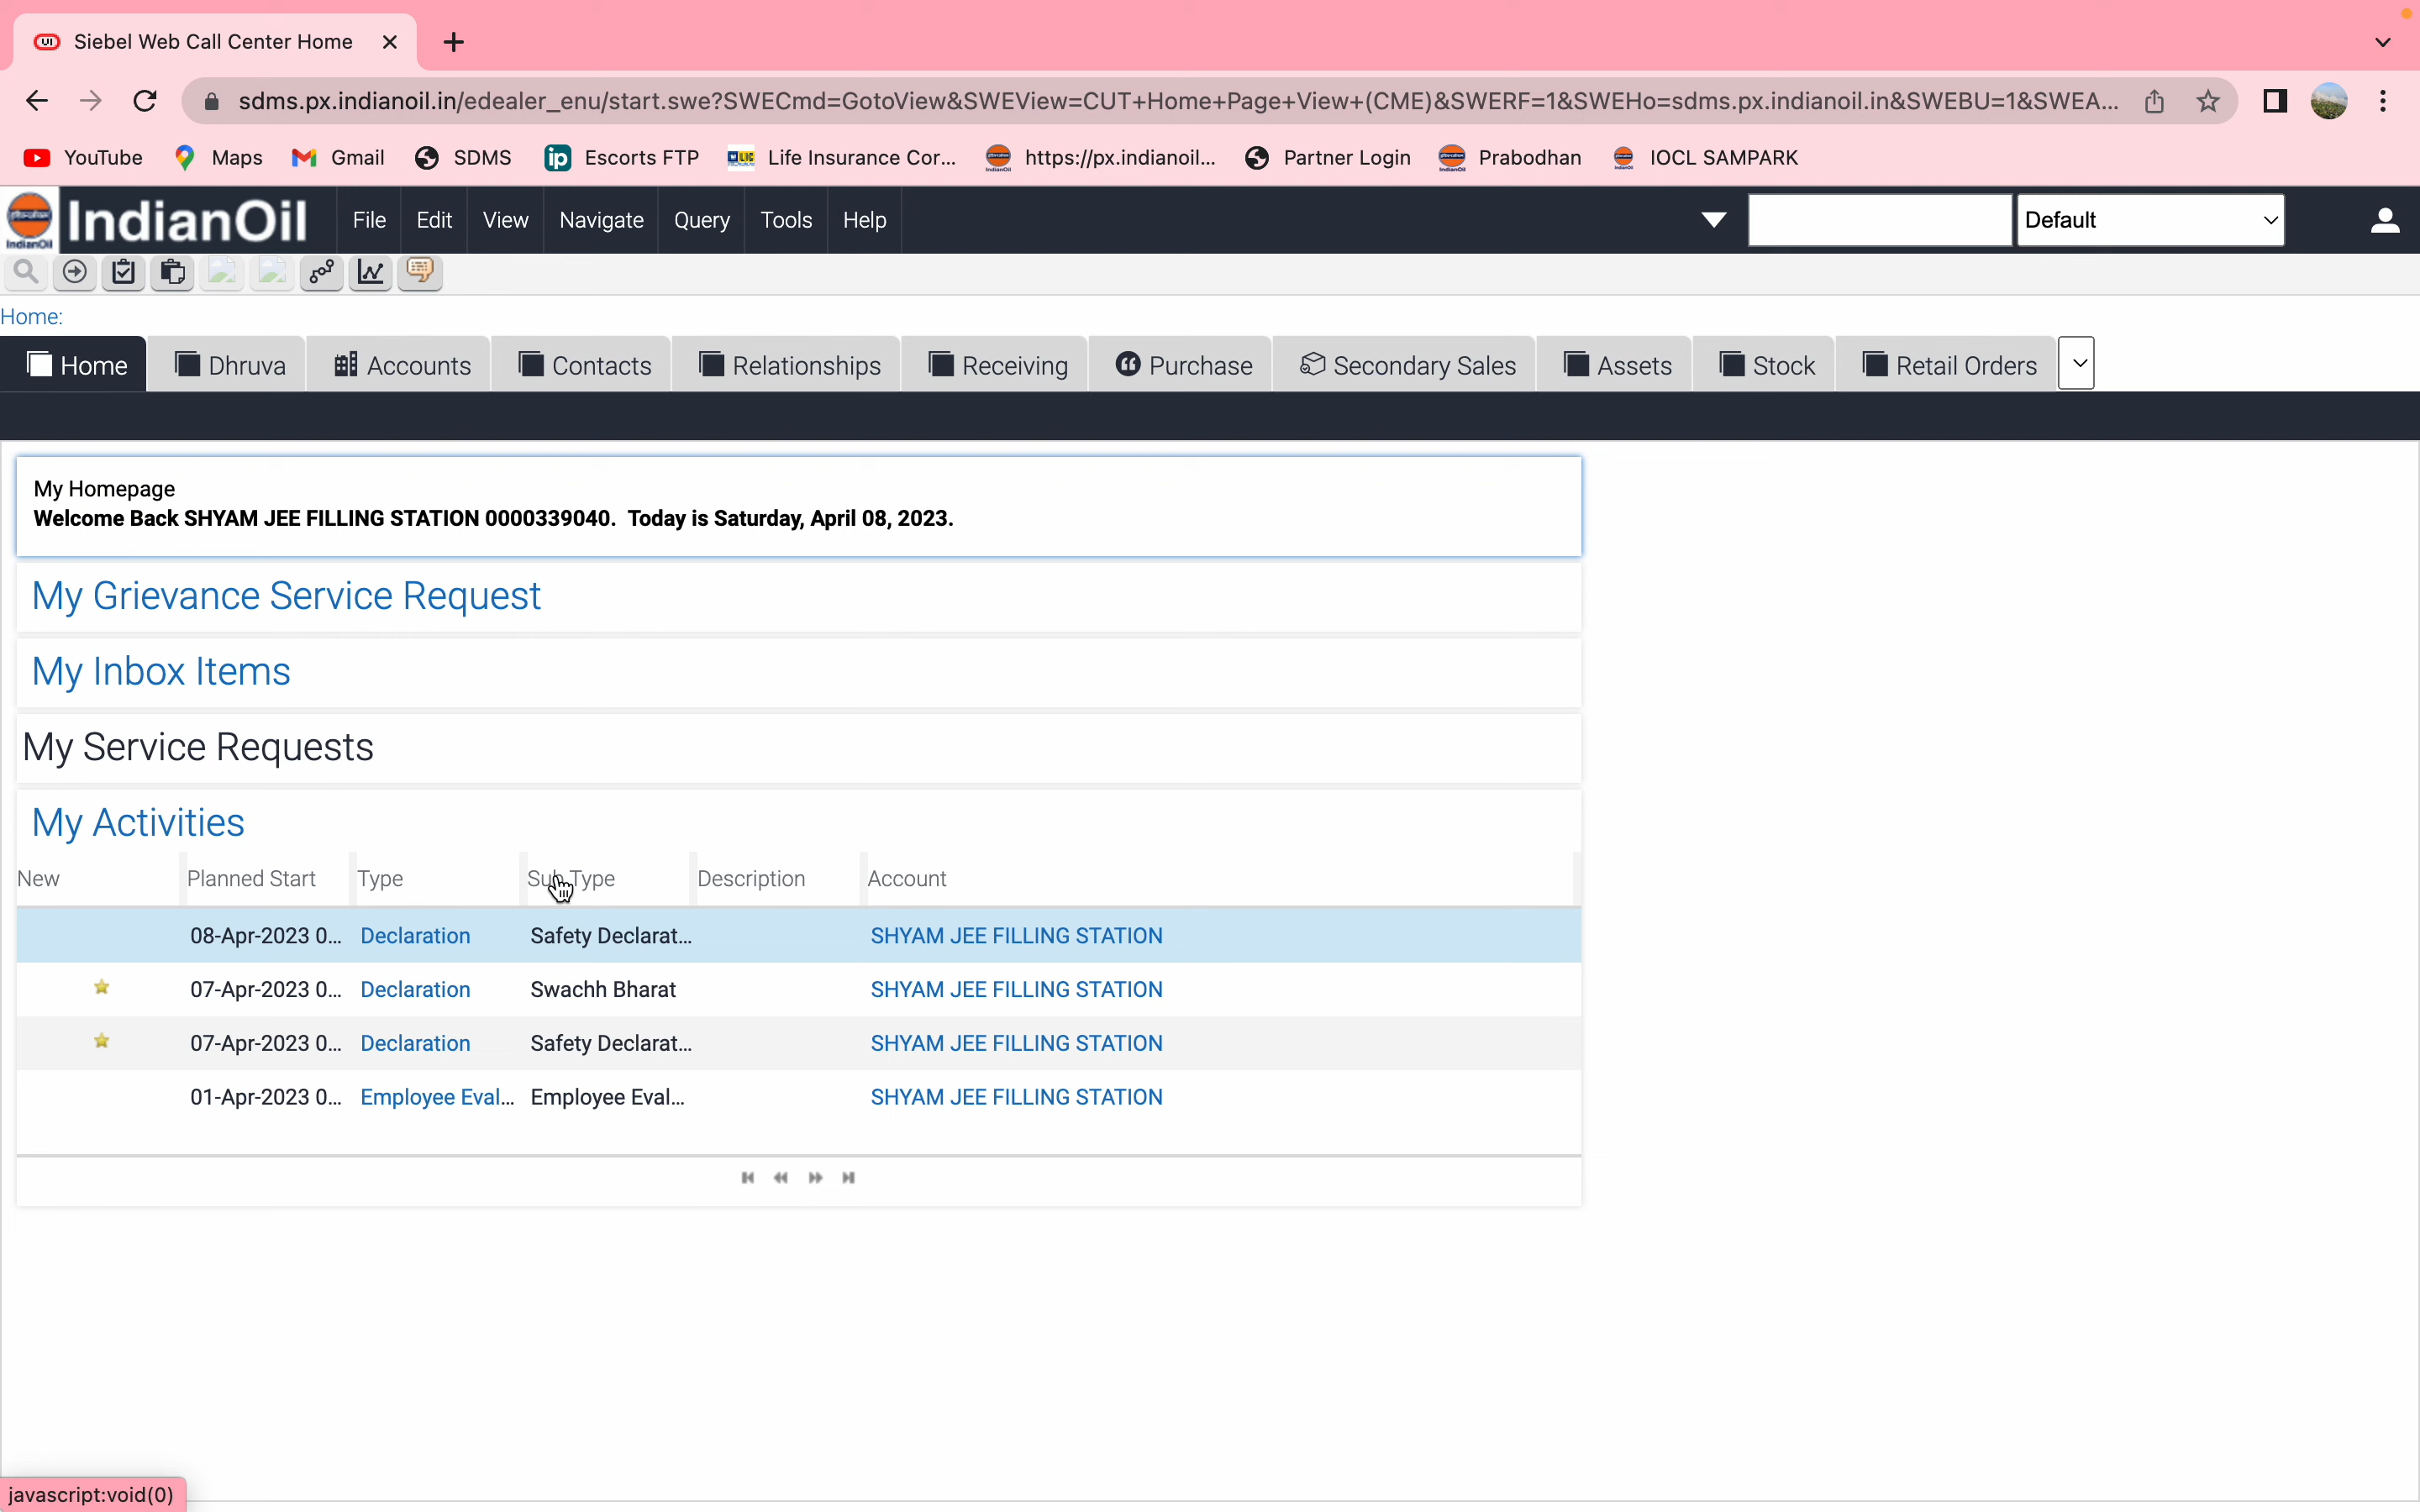 Siebel Web Call Center Home
sdms.px.indianoil.in/edealer_enu/start.swe?SWECmd=GotoView&SWEView=CUT+Home+Page+View+(CME)&SWERF=1&SWEHo=sdms.px.indianoil.in&SWEBU=1&SWEA...
YouTube Maps Gmail SDMS ip Escorts FTP Life Insurance Cor... https://px.indianoil... Partner Login Prabodhan IOCL SAMPARK
IndianOil IndianOil File Edit View Navigate Query Tools Help Default
Home:
Home Dhruva Accounts Contacts Relationships Receiving Purchase Secondary Sales Assets Stock Retail Orders
My Homepage
Welcome Back SHYAM JEE FILLING STATION 0000339040. Today is Saturday, April 08, 2023.
My Grievance Service Request
My Inbox Items
My Service Requests
My Activities
New Planned Start Type Sub Type Description Account
08-Apr-2023 0... Declaration Safety Declarat... SHYAM JEE FILLING STATION
07-Apr-2023 0... Declaration Swachh Bharat SHYAM JEE FILLING STATION
07-Apr-2023 0... Declaration Safety Declarat... SHYAM JEE FILLING STATION
01-Apr-2023 0... Employee Eval... Employee Eval... SHYAM JEE FILLING STATION
javascript:void(0)